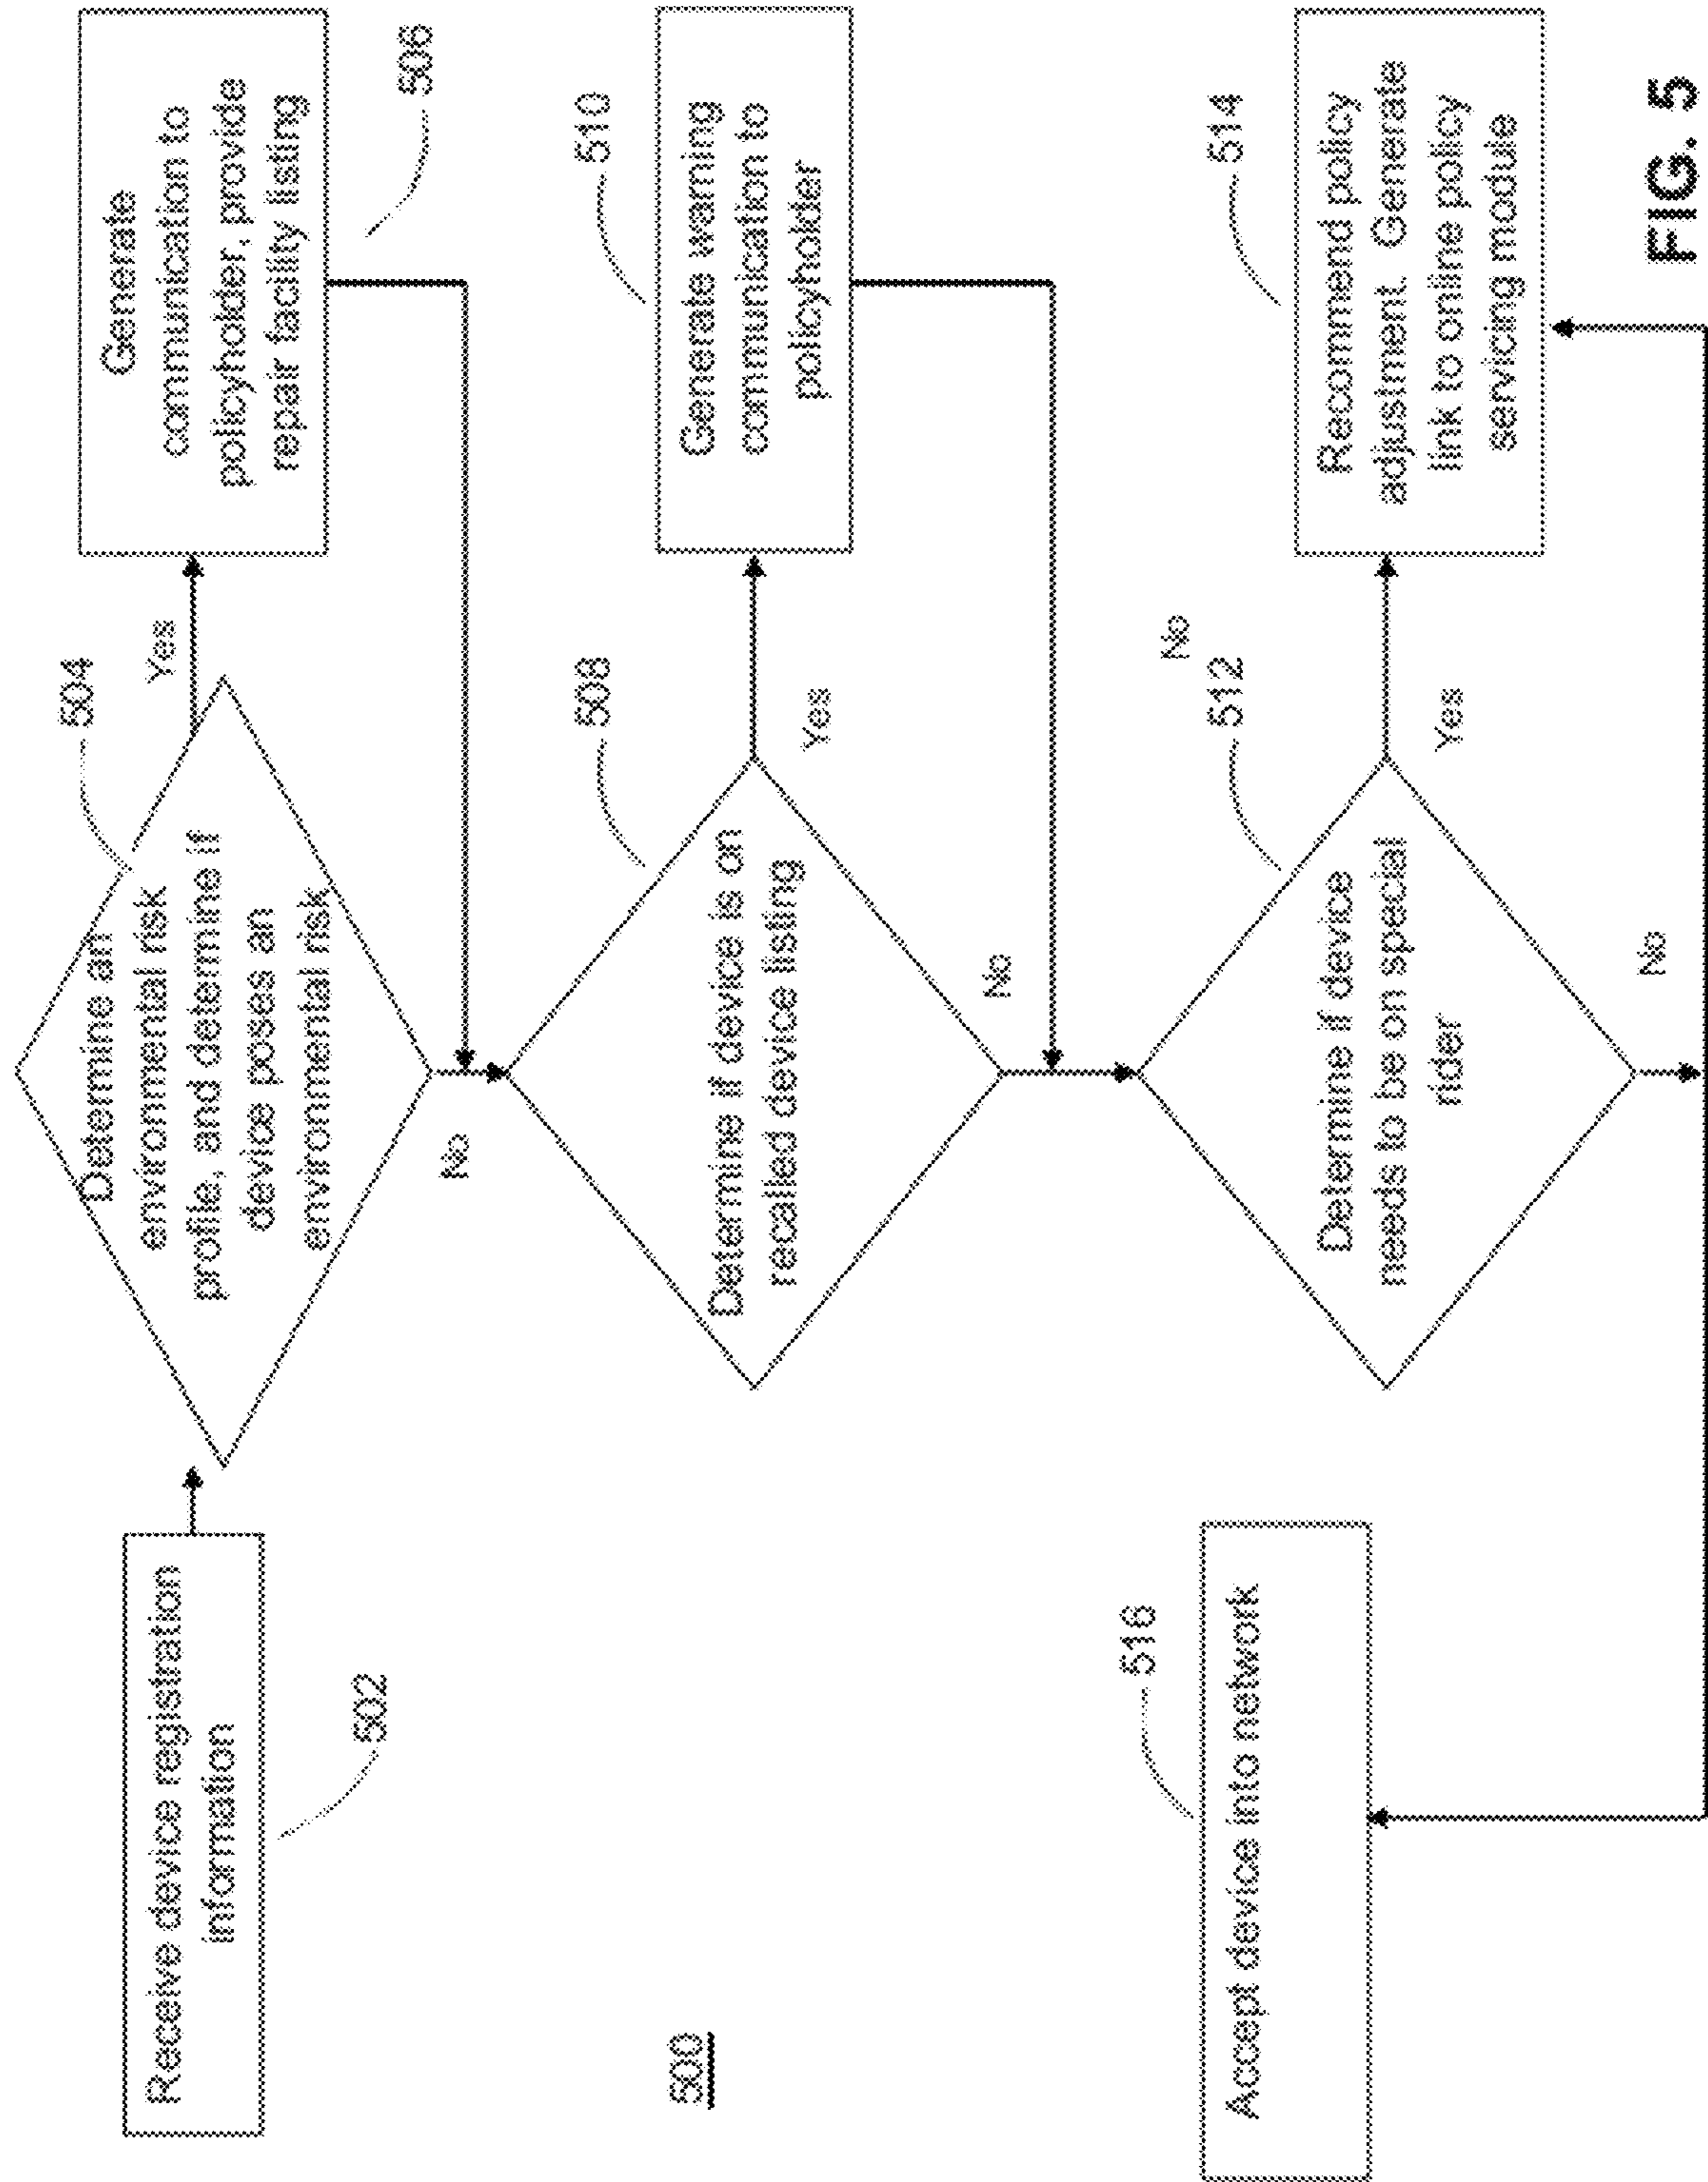 Receive device registration
information
502
Determine an
environmental risk
profile, and determine if
device poses an
environmental risk
504
Yes
Generate
communication to
policyholder, provide
repair facility listing
506
No
500
Determine if device is on
recalled device listing
508
Yes
Generate warning
communication to
policyholder
510
No
Accept device into network
516
Determine if device
needs to be on special
rider
512
No
Yes
Recommend policy
adjustment. Generate
link to online policy
servicing module
514
No
FIG. 5